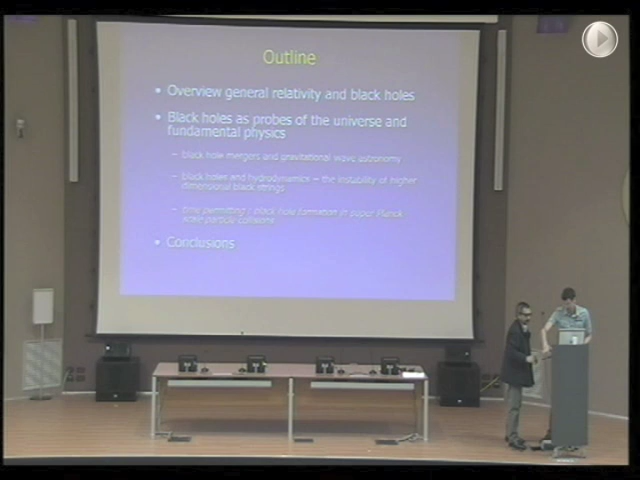 Outline
• Overview general relativity and black holes
• Black holes as probes of the universe and
fundamental physics
– black hole mergers and gravitational wave astronomy
– black holes and hydrodynamics – the instability of higher
dimensional black strings
– time permitting : black hole formation in super Planck
scale particle collisions
• Conclusions